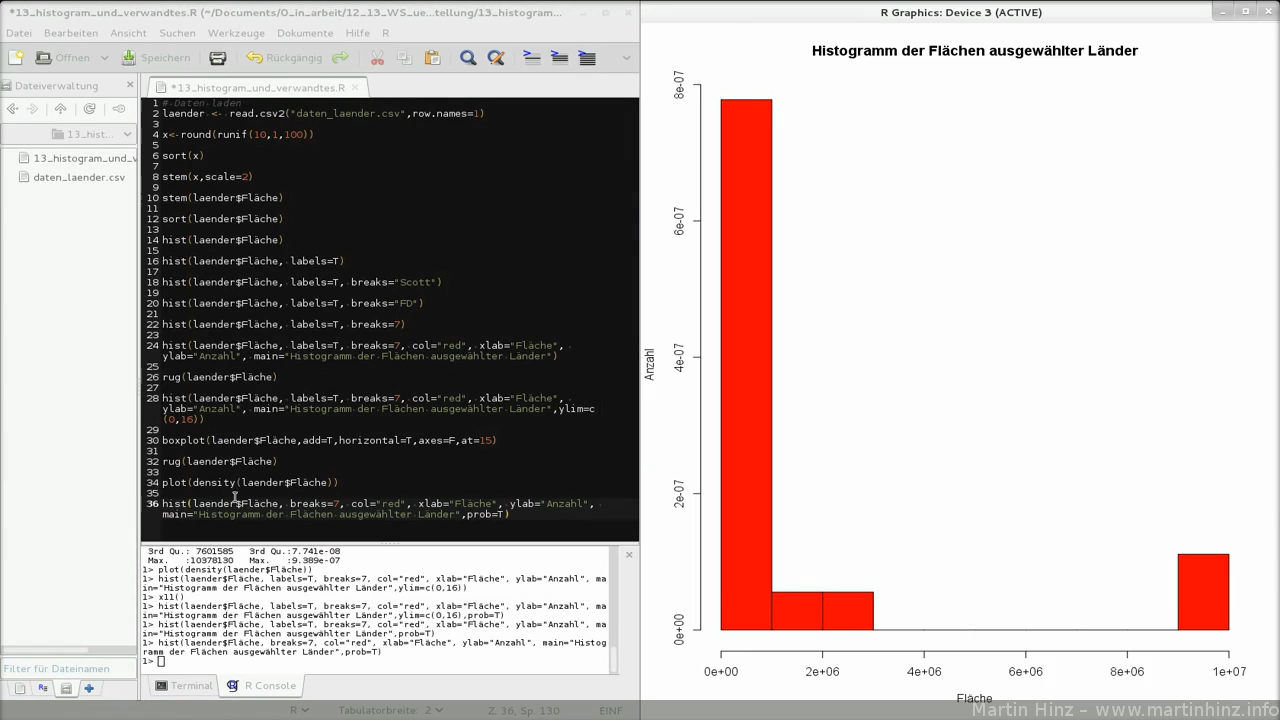 *13_histogramm_und_verwandtes.R (~/Documents/O_in_arbeit/12_13_WS_ue...tellung/13_histogram...
Datei Bearbeiten Ansicht Suchen Werkzeuge Dokumente Hilfe R
Öffnen Speichern Rückgängig
Dateiverwaltung
*13_histogramm_und_verwandtes.R
13_hist...
13_histogramm_und_v
daten_laender.csv
1 # Daten laden
2 laender <- read.csv2("daten_laender.csv",row.names=1)
3
4 x<-round(runif(10,1,100))
5
6 sort(x)
7
8 stem(x,scale=2)
9
10 stem(laender$Fläche)
11
12 sort(laender$Fläche)
13
14 hist(laender$Fläche)
15
16 hist(laender$Fläche, labels=T)
17
18 hist(laender$Fläche, labels=T, breaks="Scott")
19
20 hist(laender$Fläche, labels=T, breaks="FD")
21
22 hist(laender$Fläche, labels=T, breaks=7)
23
24 hist(laender$Fläche, labels=T, breaks=7, col="red", xlab="Fläche",
ylab="Anzahl", main="Histogramm der Flächen ausgewählter Länder")
25
26 rug(laender$Fläche)
27
28 hist(laender$Fläche, labels=T, breaks=7, col="red", xlab="Fläche",
ylab="Anzahl", main="Histogramm der Flächen ausgewählter Länder",ylim=c
(0,16))
29
30 boxplot(laender$Fläche,add=T,horizontal=T,axes=F,at=15)
31
32 rug(laender$Fläche)
33
34 plot(density(laender$Fläche))
35
36 hist(laender$Fläche, breaks=7, col="red", xlab="Fläche", ylab="Anzahl",
main="Histogramm der Flächen ausgewählter Länder",prob=T)
3rd Qu.: 7601585 3rd Qu.:7.741e-08
Max. :10378130 Max. :9.389e-07
1> plot(density(laender$Fläche))
1> hist(laender$Fläche, labels=T, breaks=7, col="red", xlab="Fläche", ylab="Anzahl", ma
in="Histogramm der Flächen ausgewählter Länder",ylim=c(0,16))
1> x11()
1> hist(laender$Fläche, labels=T, breaks=7, col="red", xlab="Fläche", ylab="Anzahl", ma
in="Histogramm der Flächen ausgewählter Länder",ylim=c(0,16),prob=T)
1> hist(laender$Fläche, labels=T, breaks=7, col="red", xlab="Fläche", ylab="Anzahl", ma
in="Histogramm der Flächen ausgewählter Länder",prob=T)
1> hist(laender$Fläche, breaks=7, col="red", xlab="Fläche", ylab="Anzahl", main="Histog
ramm der Flächen ausgewählter Länder",prob=T)
1>
Filter für Dateinamen
Terminal R Console
R Tabulatorbreite: 2 Z. 36, Sp. 130 EINF
R Graphics: Device 3 (ACTIVE)
Histogramm der Flächen ausgewählter Länder
8e-07
6e-07
4e-07
2e-07
0e+00
Anzahl
0e+00 2e+06 4e+06 6e+06 8e+06 1e+07
Fläche
Martin Hinz - www.martinhinz.info